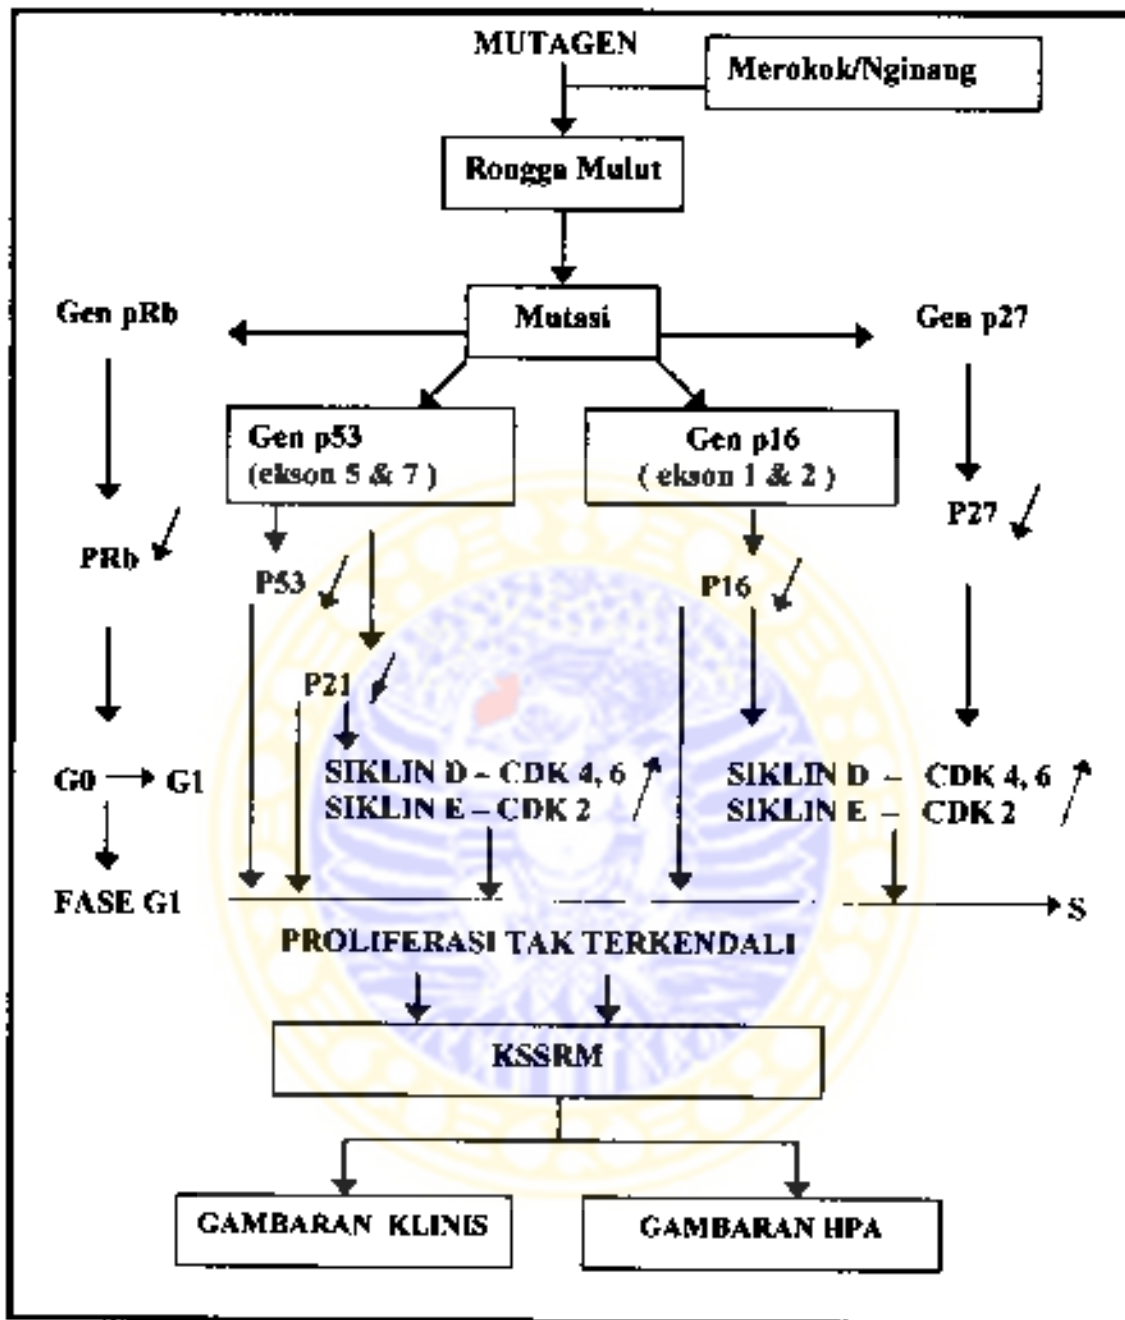 MUTAGEN
Merokok/Nginang
Rongga Mulut
Mutasi
Gen pRb
Gen p27
Gen p53
(ekson 5 & 7 )
Gen p16
( ekson 1 & 2 )
PRb
P53
P16
P27
P21
G0 G1
SIKLIN D – CDK 4, 6
SIKLIN E – CDK 2
SIKLIN D – CDK 4, 6
SIKLIN E – CDK 2
FASE G1
S
PROLIFERASI TAK TERKENDALI
KSSRM
GAMBARAN KLINIS
GAMBARAN HPA